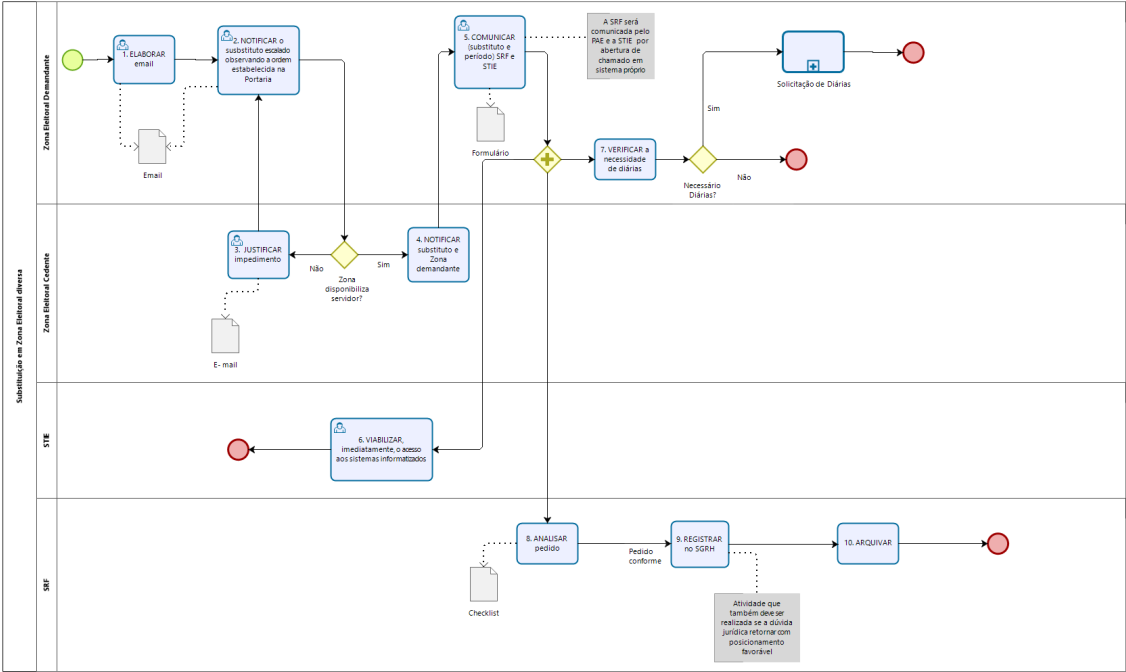 Substituição em Zona Eleitoral diversa
Zona Eleitoral Demandante
1. ELABORAR
email
2. NOTIFICAR o
susbstituto escalado
observando a ordem
estabelecida na
Portaria
Email
5. COMUNICAR
(substituto e
período) SRF e
STIE
A SRF será
comunicada pelo
PAE e a STIE por
abertura de
chamado em
sistema próprio
Formulário
7. VERIFICAR a
necessidade
de diárias
Necessário
Diárias?
Sim
Não
Solicitação de Diárias
Zona Eleitoral Cedente
3. JUSTIFICAR
impedimento
E- mail
Não
Zona
disponibiliza
servidor?
Sim
4. NOTIFICAR
substituto e
Zona
demandante
STIE
6. VIABILIZAR,
imediatamente, o acesso
aos sistemas informatizados
SRF
8. ANALISAR
pedido
Checklist
Pedido
conforme
9. REGISTRAR
no SGRH
Atividade que
também deve ser
realizada se a dúvida
jurídica retornar com
posicionamento
favorável
10. ARQUIVAR